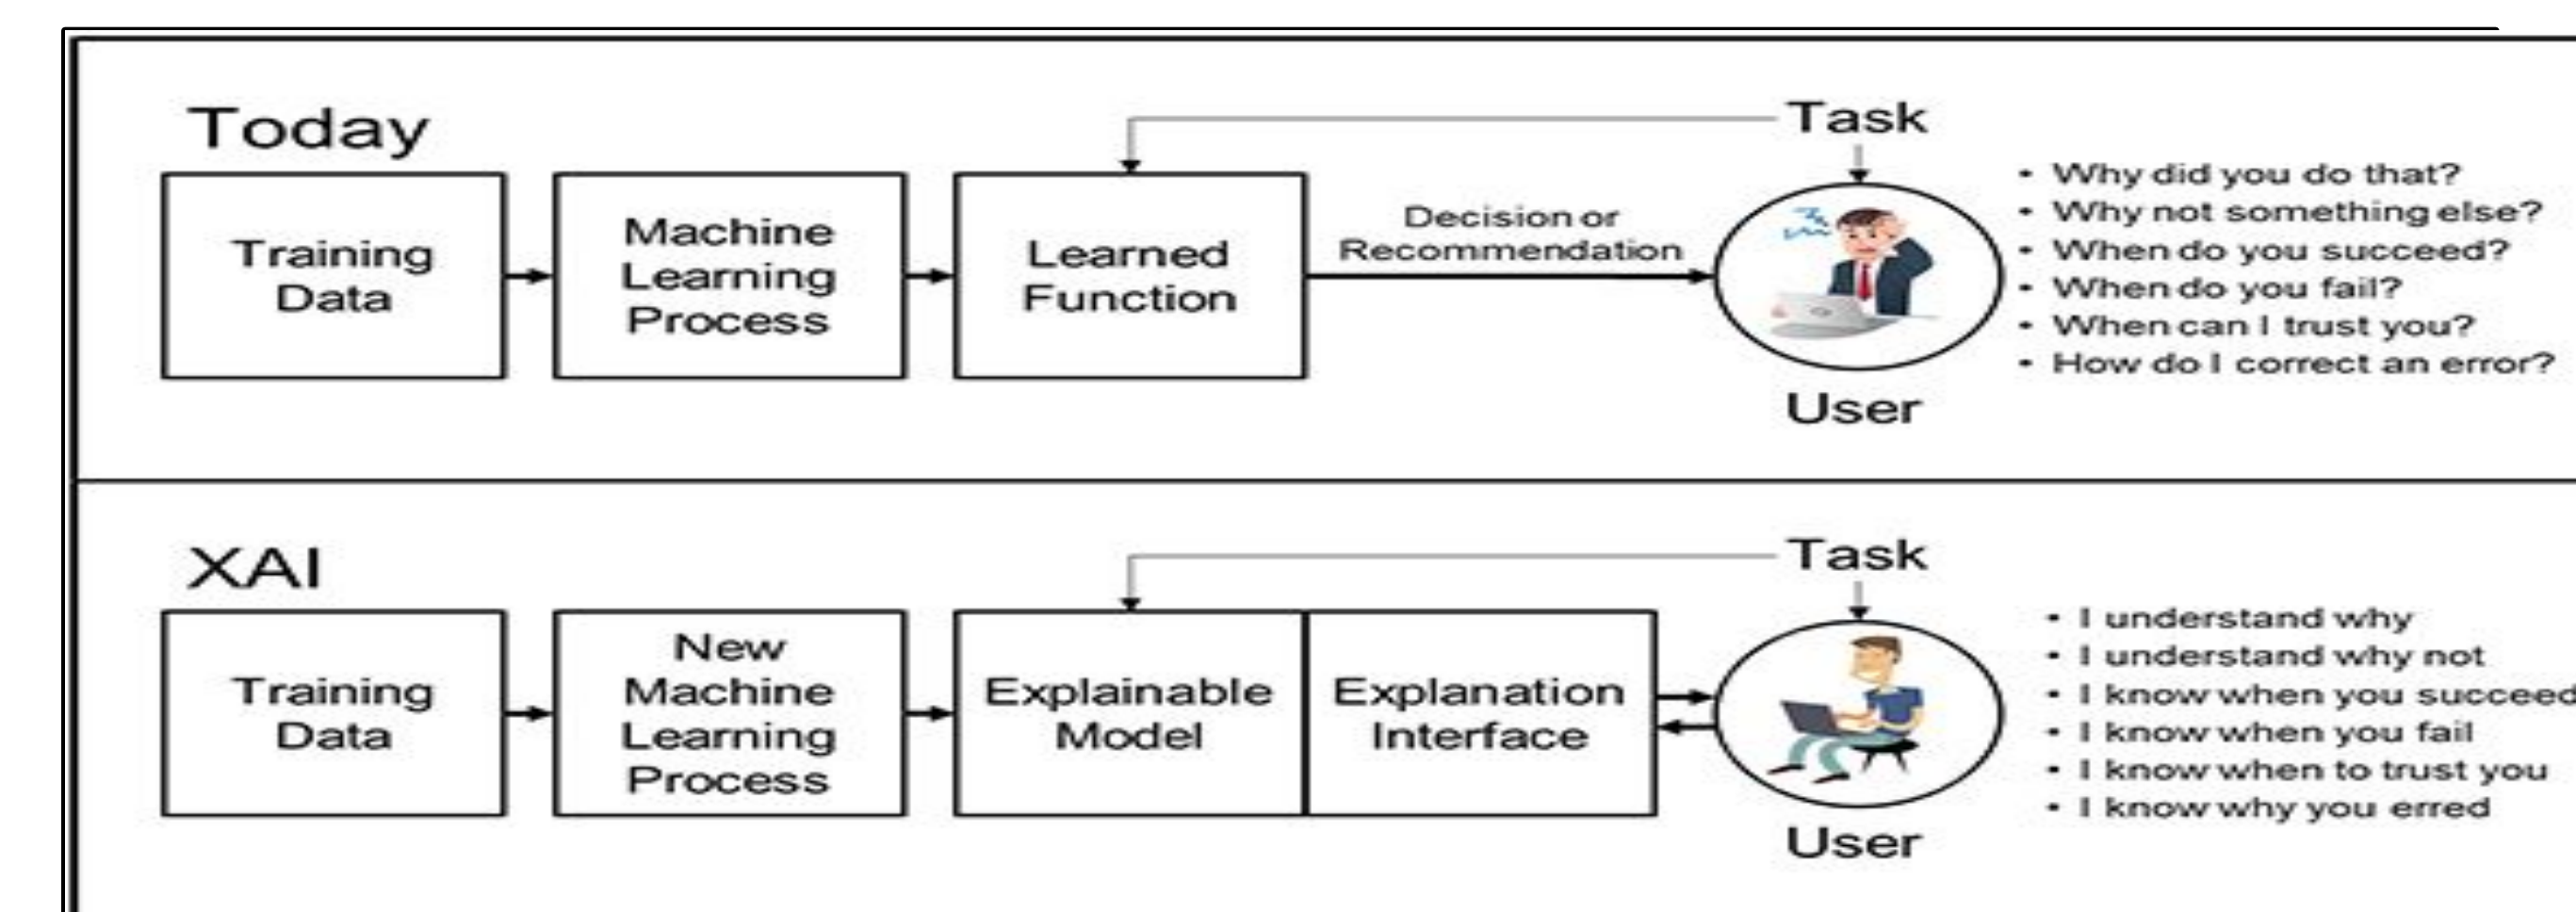 Today
Task
Training
Data
Machine
Learning
Process
Learned
Function
Decision or
Recommendation
User
• Why did you do that?
• Why not something else?
• When do you succeed?
• When do you fail?
• When can I trust you?
• How do I correct an error?
XAI
Task
Training
Data
New
Machine
Learning
Process
Explainable
Model
Explanation
Interface
User
• I understand why
• I understand why not
• I know when you succeed
• I know when you fail
• I know when to trust you
• I know why you erred